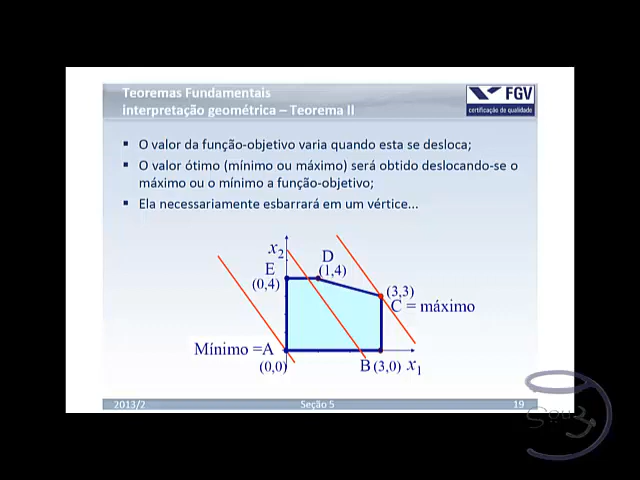 Teoremas Fundamentais
interpretação geométrica – Teorema II
FGV
certificação de qualidade
O valor da função-objetivo varia quando esta se desloca;
O valor ótimo (mínimo ou máximo) será obtido deslocando-se o
máximo ou o mínimo a função-objetivo;
Ela necessariamente esbarrará em um vértice...
x2
D
E
(1,4)
(0,4)
(3,3)
C = máximo
Mínimo =A
(0,0)
B (3,0) x1
2013/2 Seção 5 19